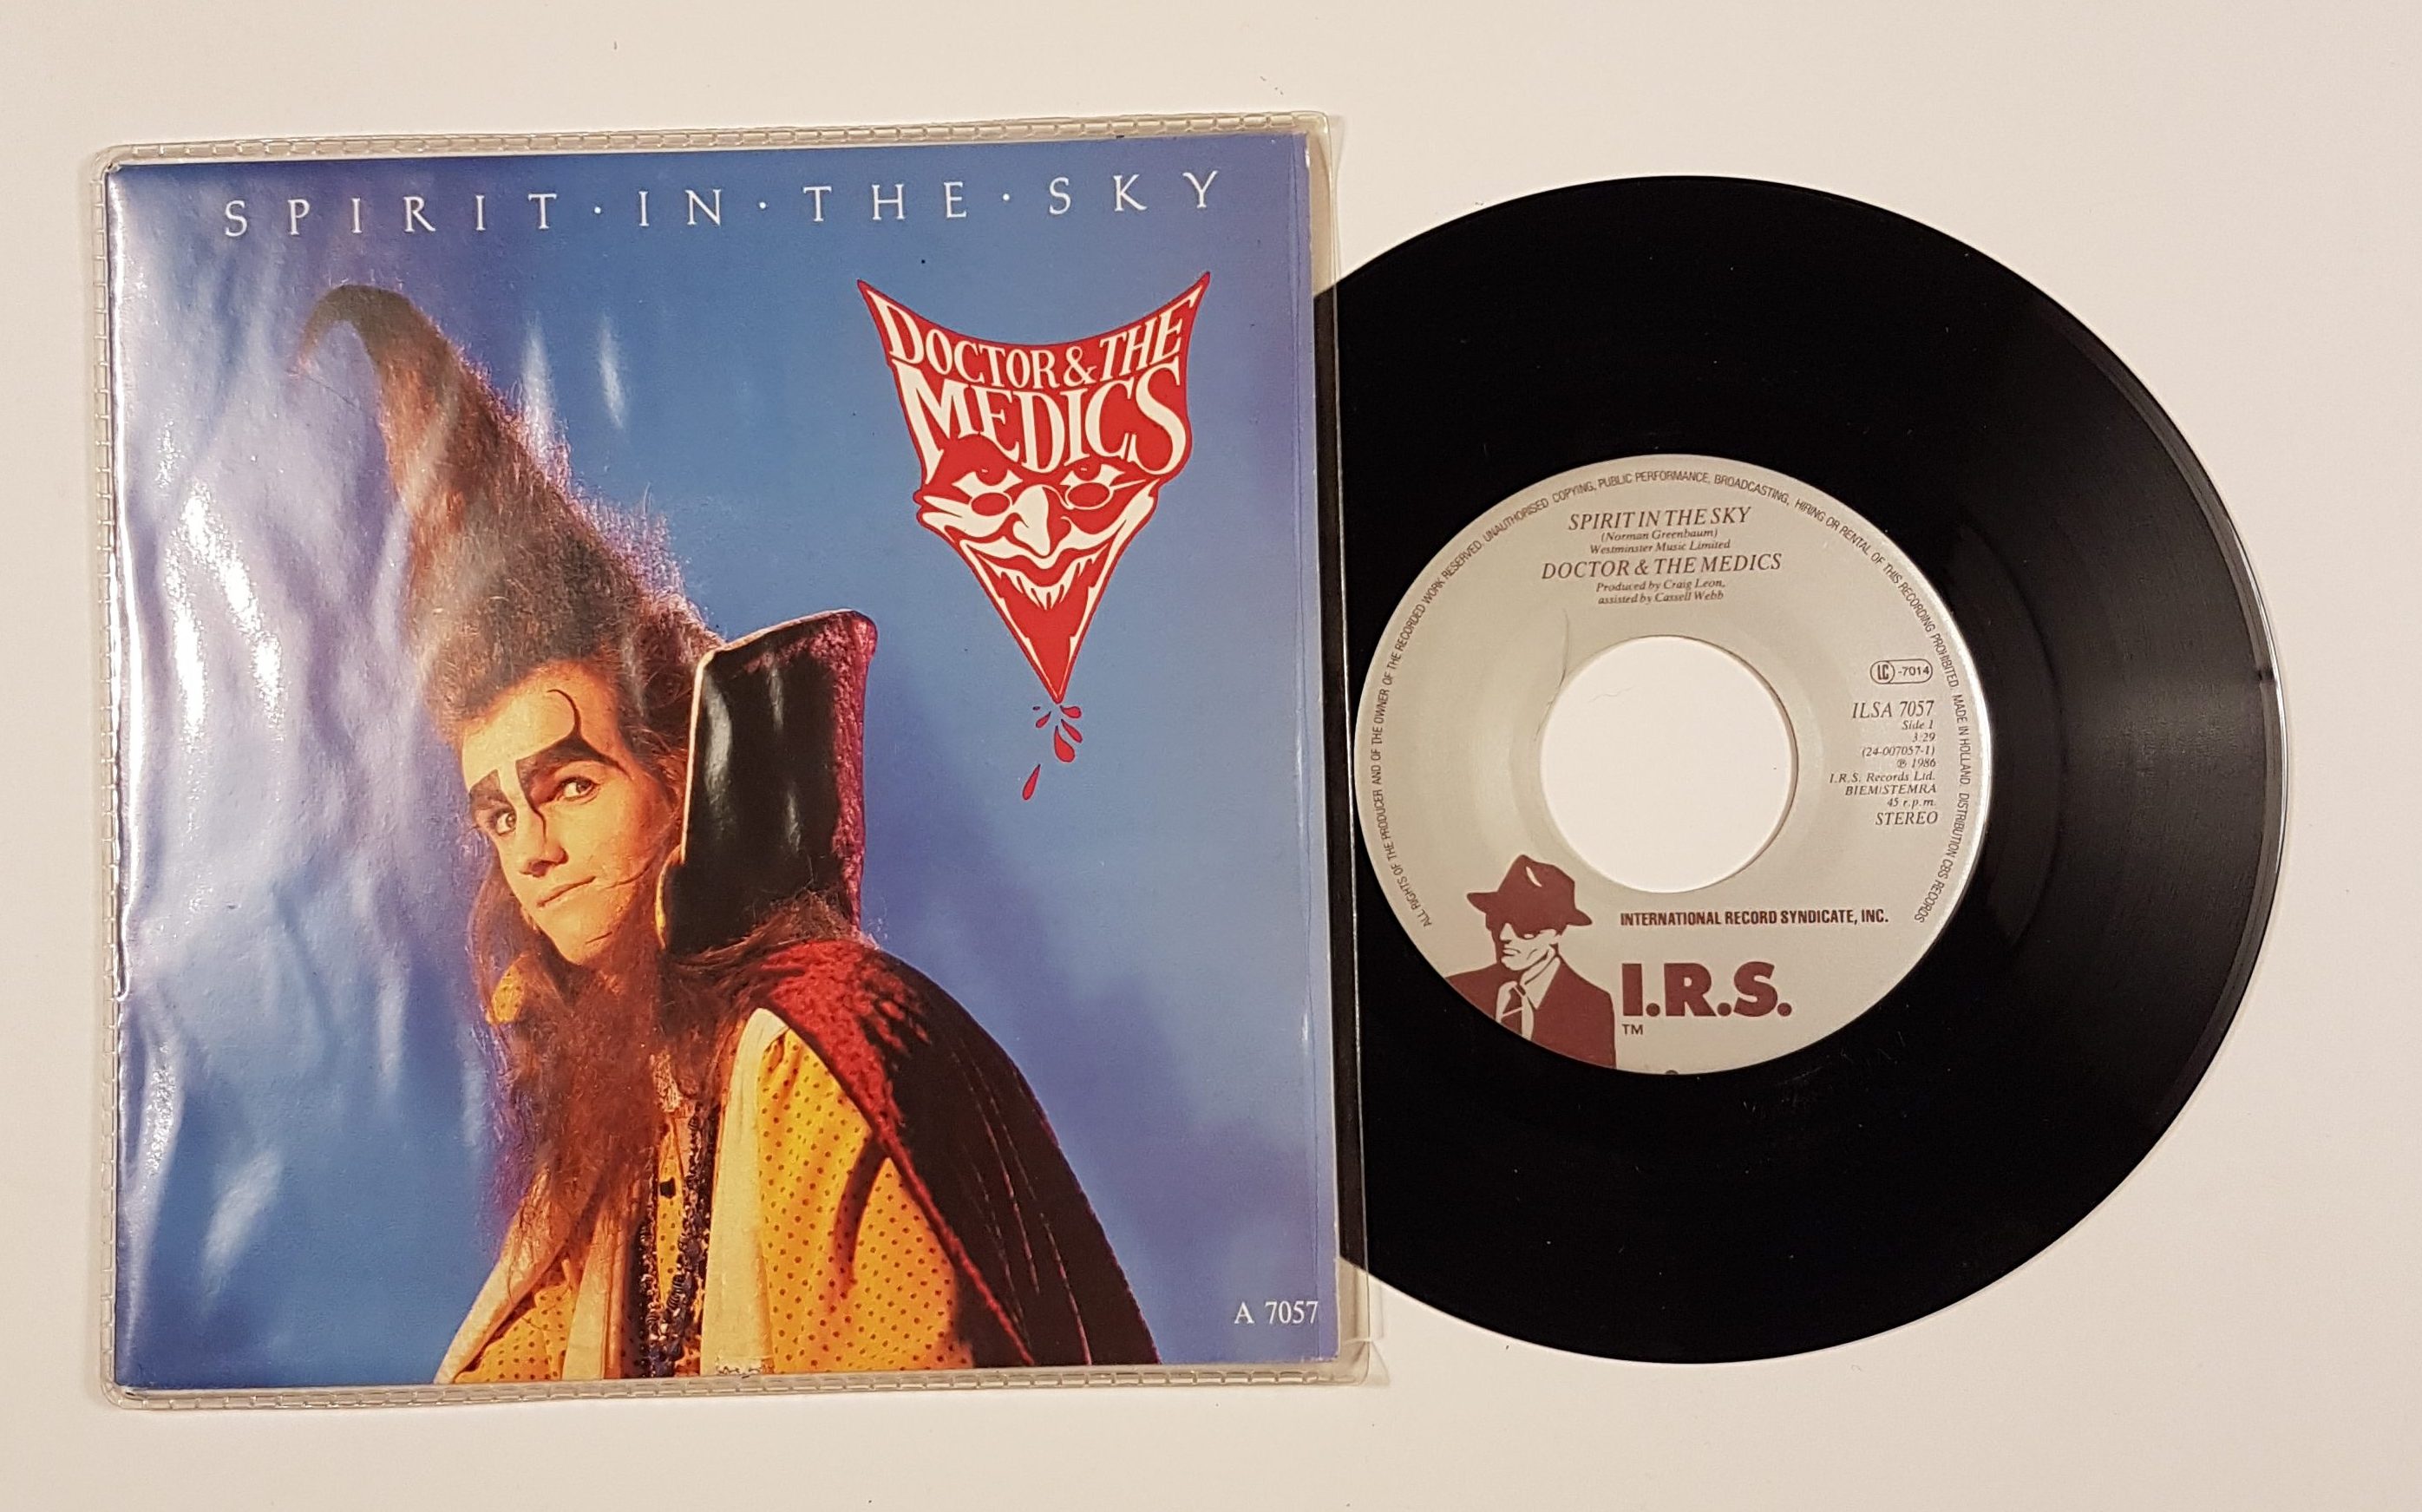 SPIRIT·IN·THE·SKY
DOCTOR & THE
MEDICS
A 7057
ALL RIGHTS OF THE PRODUCER AND OF THE OWNER OF THE RECORDED WORK RESERVED. UNAUTHORISED COPYING, PUBLIC PERFORMANCE, BROADCASTING, HIRING OR RENTAL OF THIS RECORDING PROHIBITED. MADE IN HOLLAND. DISTRIBUTION CBS RECORDS
SPIRIT IN THE SKY
(Norman Greenbaum)
Westminster Music Limited
DOCTOR & THE MEDICS
Produced by Craig Leon,
assisted by Cassell Webb
LC -7014
ILSA 7057
Side 1
3:29
(24-007057-1)
℗ 1986
I.R.S. Records Ltd.
BIEM/STEMRA
45 r.p.m.
STEREO
INTERNATIONAL RECORD SYNDICATE, INC.
I.R.S.
TM